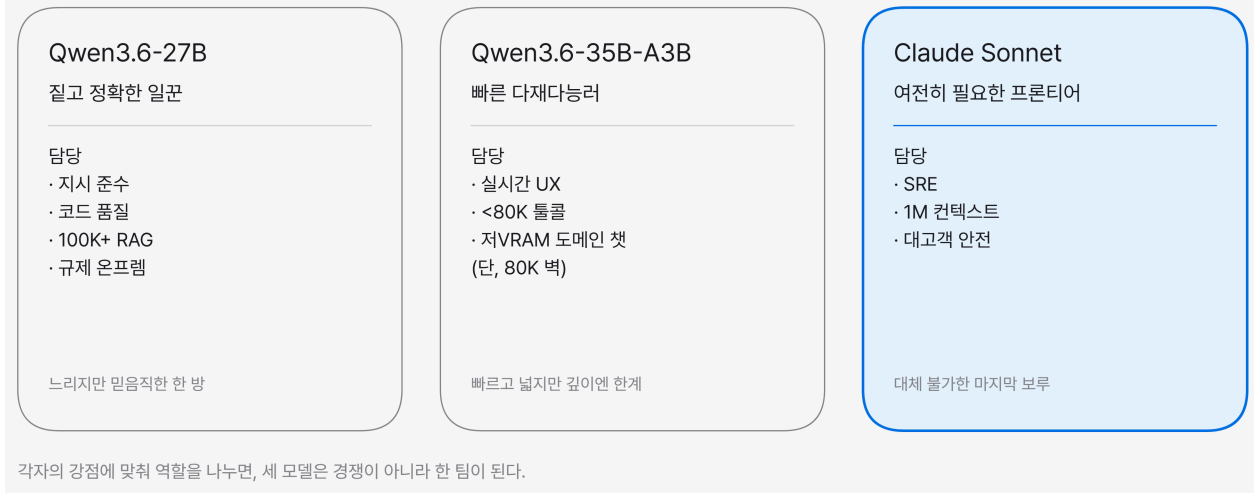 Qwen3.6-27B
짙고 정확한 일꾼
담당
· 지시 준수
· 코드 품질
· 100K+ RAG
· 규제 온프렘
느리지만 믿음직한 한 방
Qwen3.6-35B-A3B
빠른 다재다능러
담당
· 실시간 UX
· <80K 툴콜
· 저VRAM 도메인 챗
(단, 80K 벽)
빠르고 넓지만 깊이엔 한계
Claude Sonnet
여전히 필요한 프론티어
담당
· SRE
· 1M 컨텍스트
· 대고객 안전
대체 불가한 마지막 보루
각자의 강점에 맞춰 역할을 나누면, 세 모델은 경쟁이 아니라 한 팀이 된다.